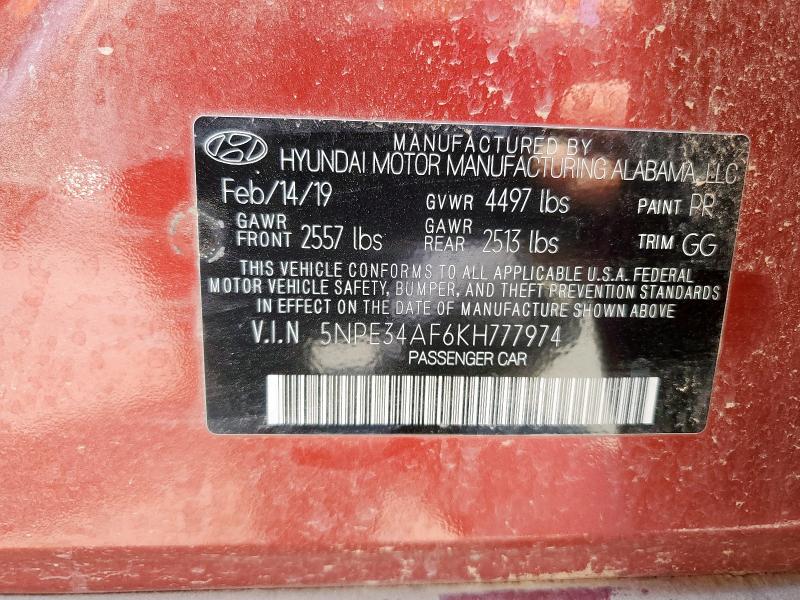 MANUFACTURED BY
HYUNDAI MOTOR MANUFACTURING ALABAMA, LLC
Feb/14/19 GVWR 4497 lbs PAINT PR
GAWR FRONT 2557 lbs GAWR REAR 2513 lbs TRIM GG
THIS VEHICLE CONFORMS TO ALL APPLICABLE U.S.A. FEDERAL
MOTOR VEHICLE SAFETY, BUMPER, AND THEFT PREVENTION STANDARDS
IN EFFECT ON THE DATE OF MANUFACTURE SHOWN ABOVE
V.I.N 5NPE34AF6KH777974
PASSENGER CAR